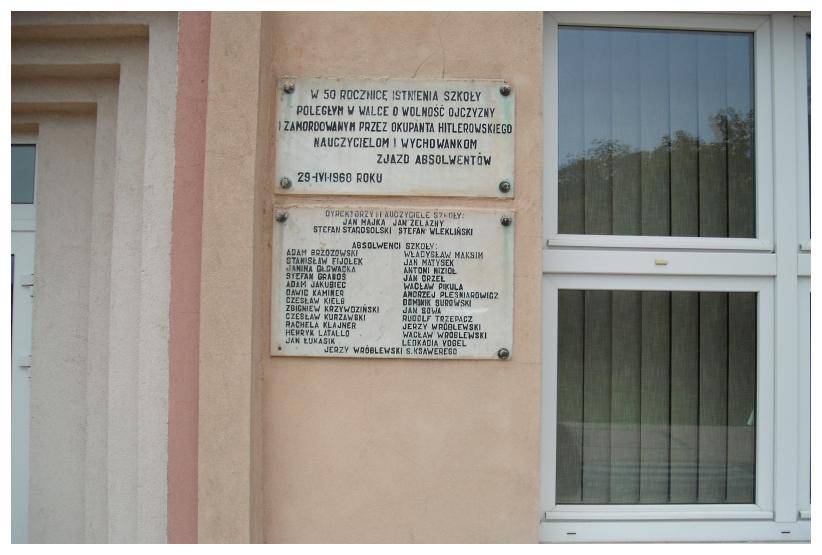 W 50 ROCZNICĘ ISTNIENIA SZKOŁY
POLEGŁYM W WALCE O WOLNOŚĆ OJCZYZNY
I ZAMORDOWANYM PRZEZ OKUPANTA HITLEROWSKIEGO
NAUCZYCIELOM I WYCHOWANKOM
ZJAZD ABSOLWENTÓW
29-IVI-1968 ROKU
DYREKTORZY I NAUCZYCIELE SZKOŁY:
JAN MAJKA JAN ŻELAZNY
STEFAN STAROSOLSKI STEFAN WLEKLIŃSKI
ABSOLWENCI SZKOŁY:
ADAM BRZOZOWSKI
STANISŁAW FIJOŁEK
JANINA GŁOWACKA
STEFAN GRABOŚ
ADAM JAKUBIEC
DAWID KAMINER
CZESŁAW KIELB
ZBIGNIEW KRZYWDZIŃSKI
CZESŁAW KURZAWSKI
RACHELA KLAJNER
HENRYK LATALLO
JAN ŁUKASIK
WŁADYSŁAW MAKSIM
JAN MATYSEK
ANTONI NIZIOŁ
JAN ORZEŁ
WACŁAW PIKULA
ANDRZEJ PLEŚNIAROWICZ
DOMINIK SUROWSKI
JAN SOWA
RUDOLF TRZEPACZ
JERZY WRÓBLEWSKI
WACŁAW WRÓBLEWSKI
LEOKADIA VOGEL
JERZY WRÓBLEWSKI S. KSAWEREGO